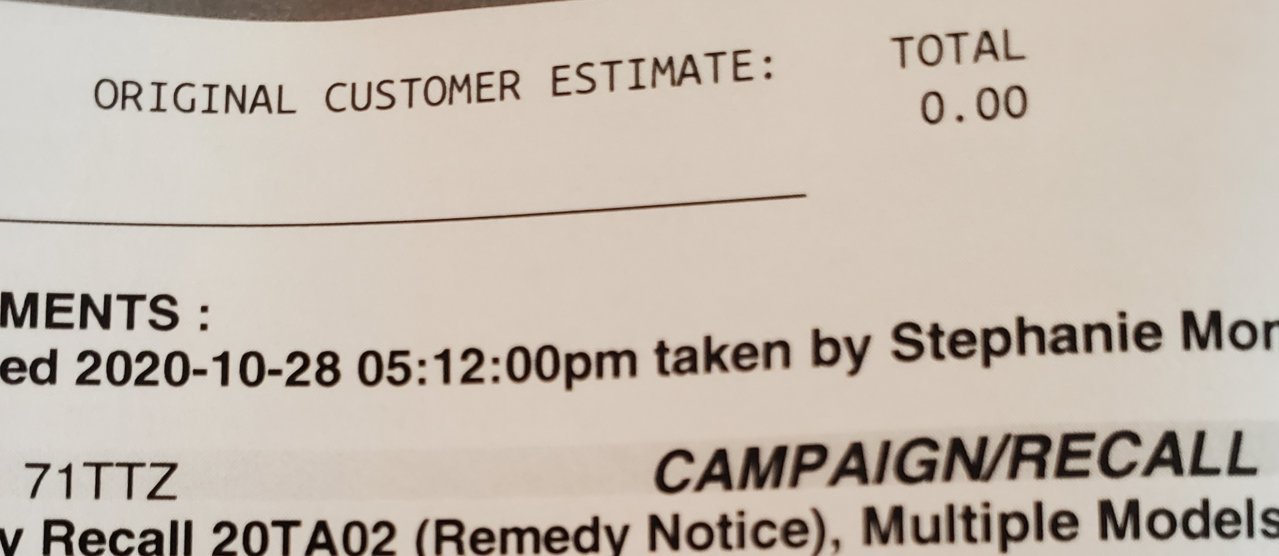 TOTAL
ORIGINAL CUSTOMER ESTIMATE: 0.00
MENTS :
ed 2020-10-28 05:12:00pm taken by Stephanie Mor
71TTZ CAMPAIGN/RECALL
y Recall 20TA02 (Remedy Notice), Multiple Models